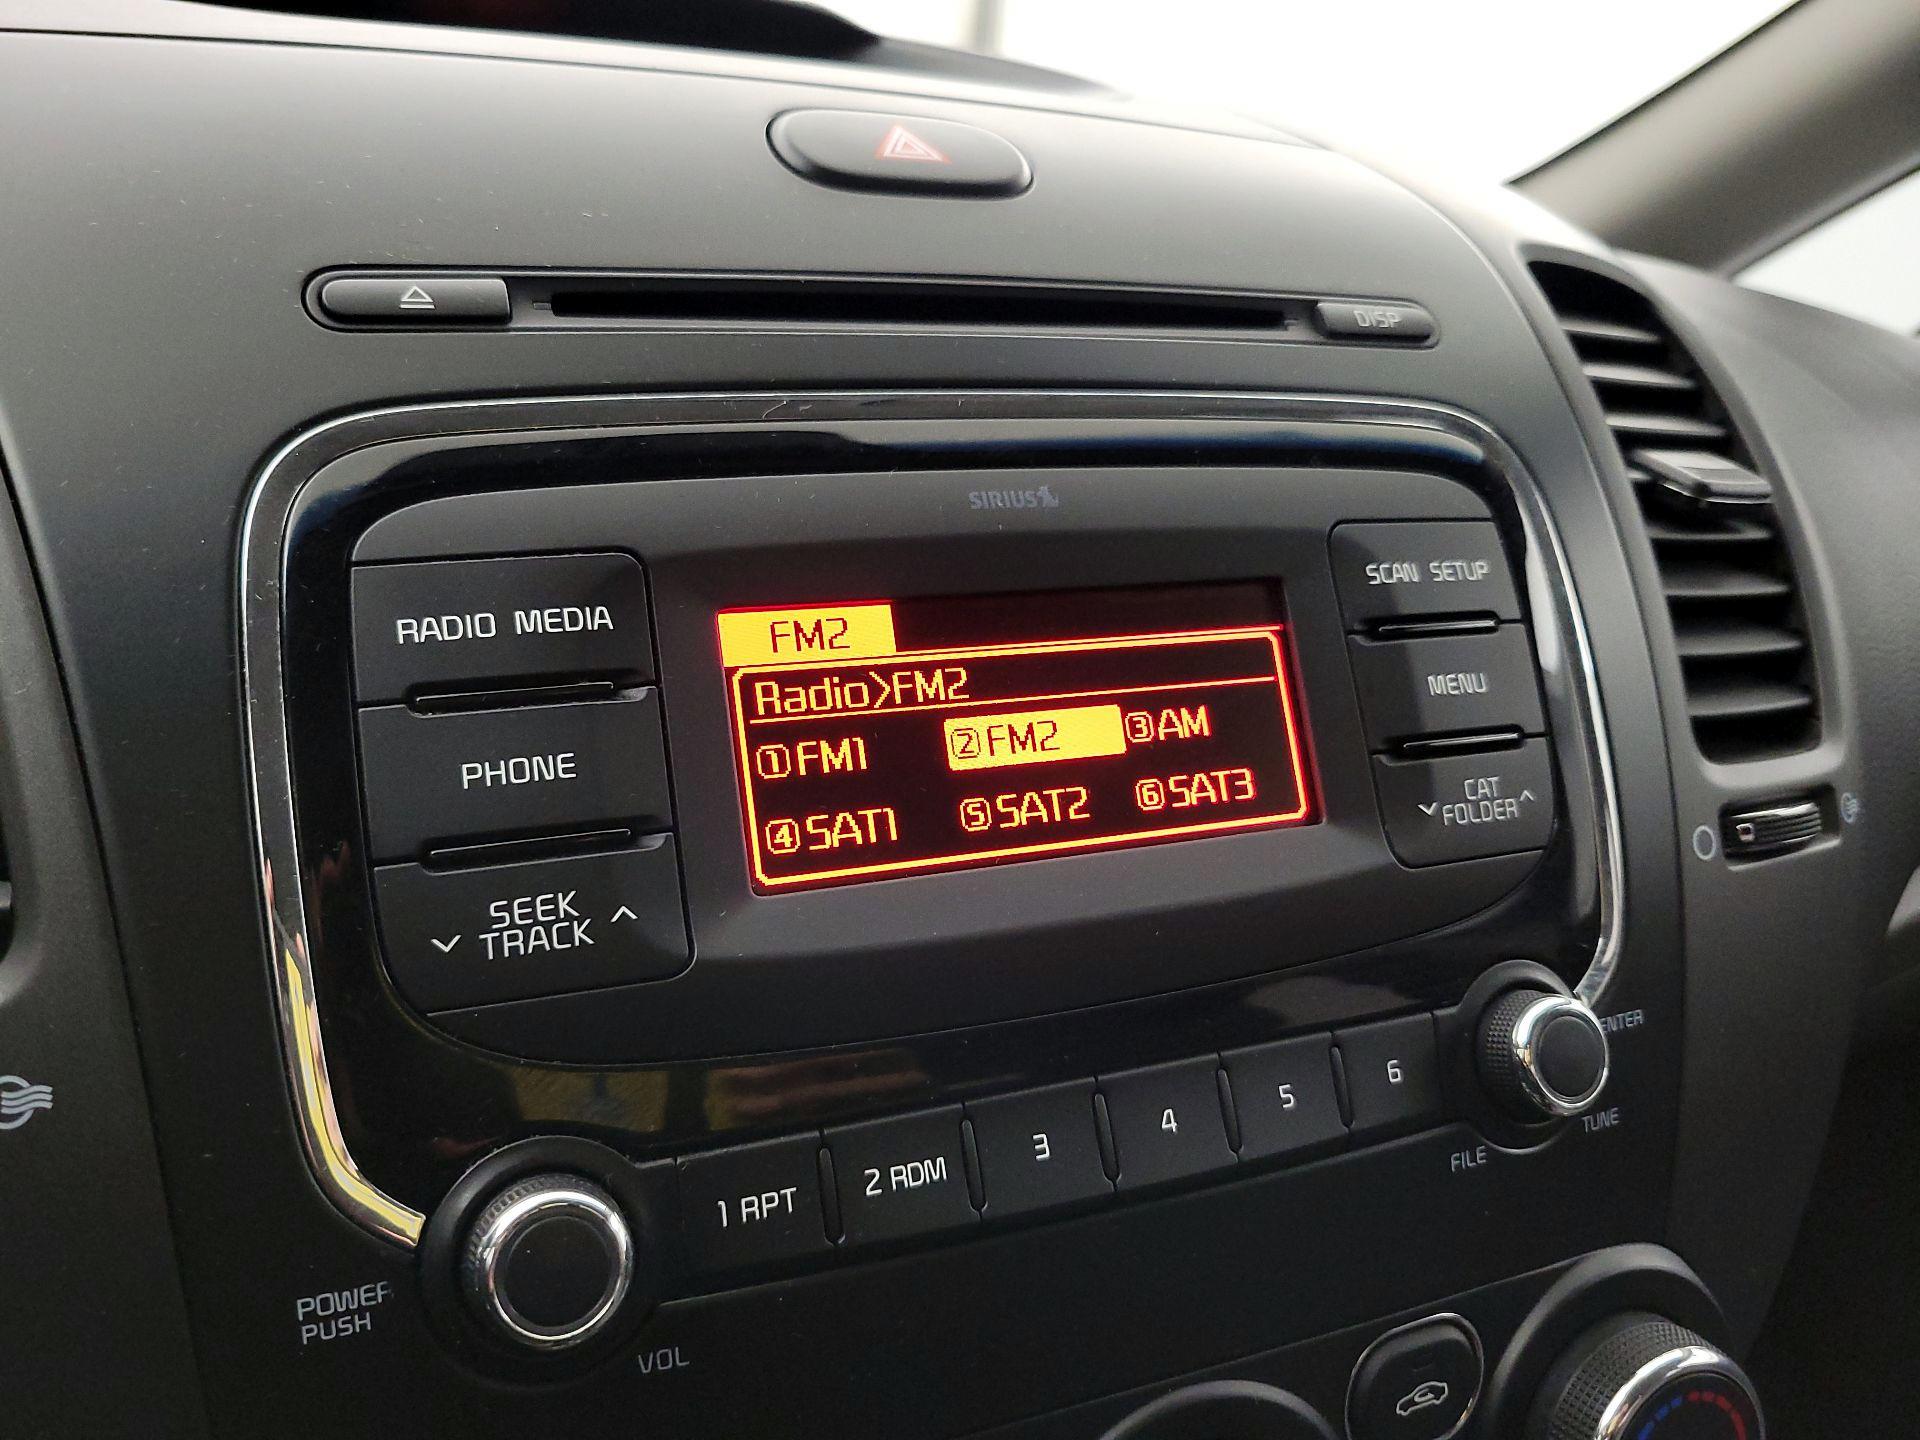 DISP
SIRIUS
RADIO MEDIA
PHONE
SEEK
TRACK
FM2
Radio>FM2
①FM1 ②FM2 ③AM
④SAT1 ⑤SAT2 ⑥SAT3
SCAN SETUP
MENU
CAT
FOLDER
1 RPT 2 RDM 3 4 5 6
POWER
PUSH
VOL
ENTER
TUNE
FILE